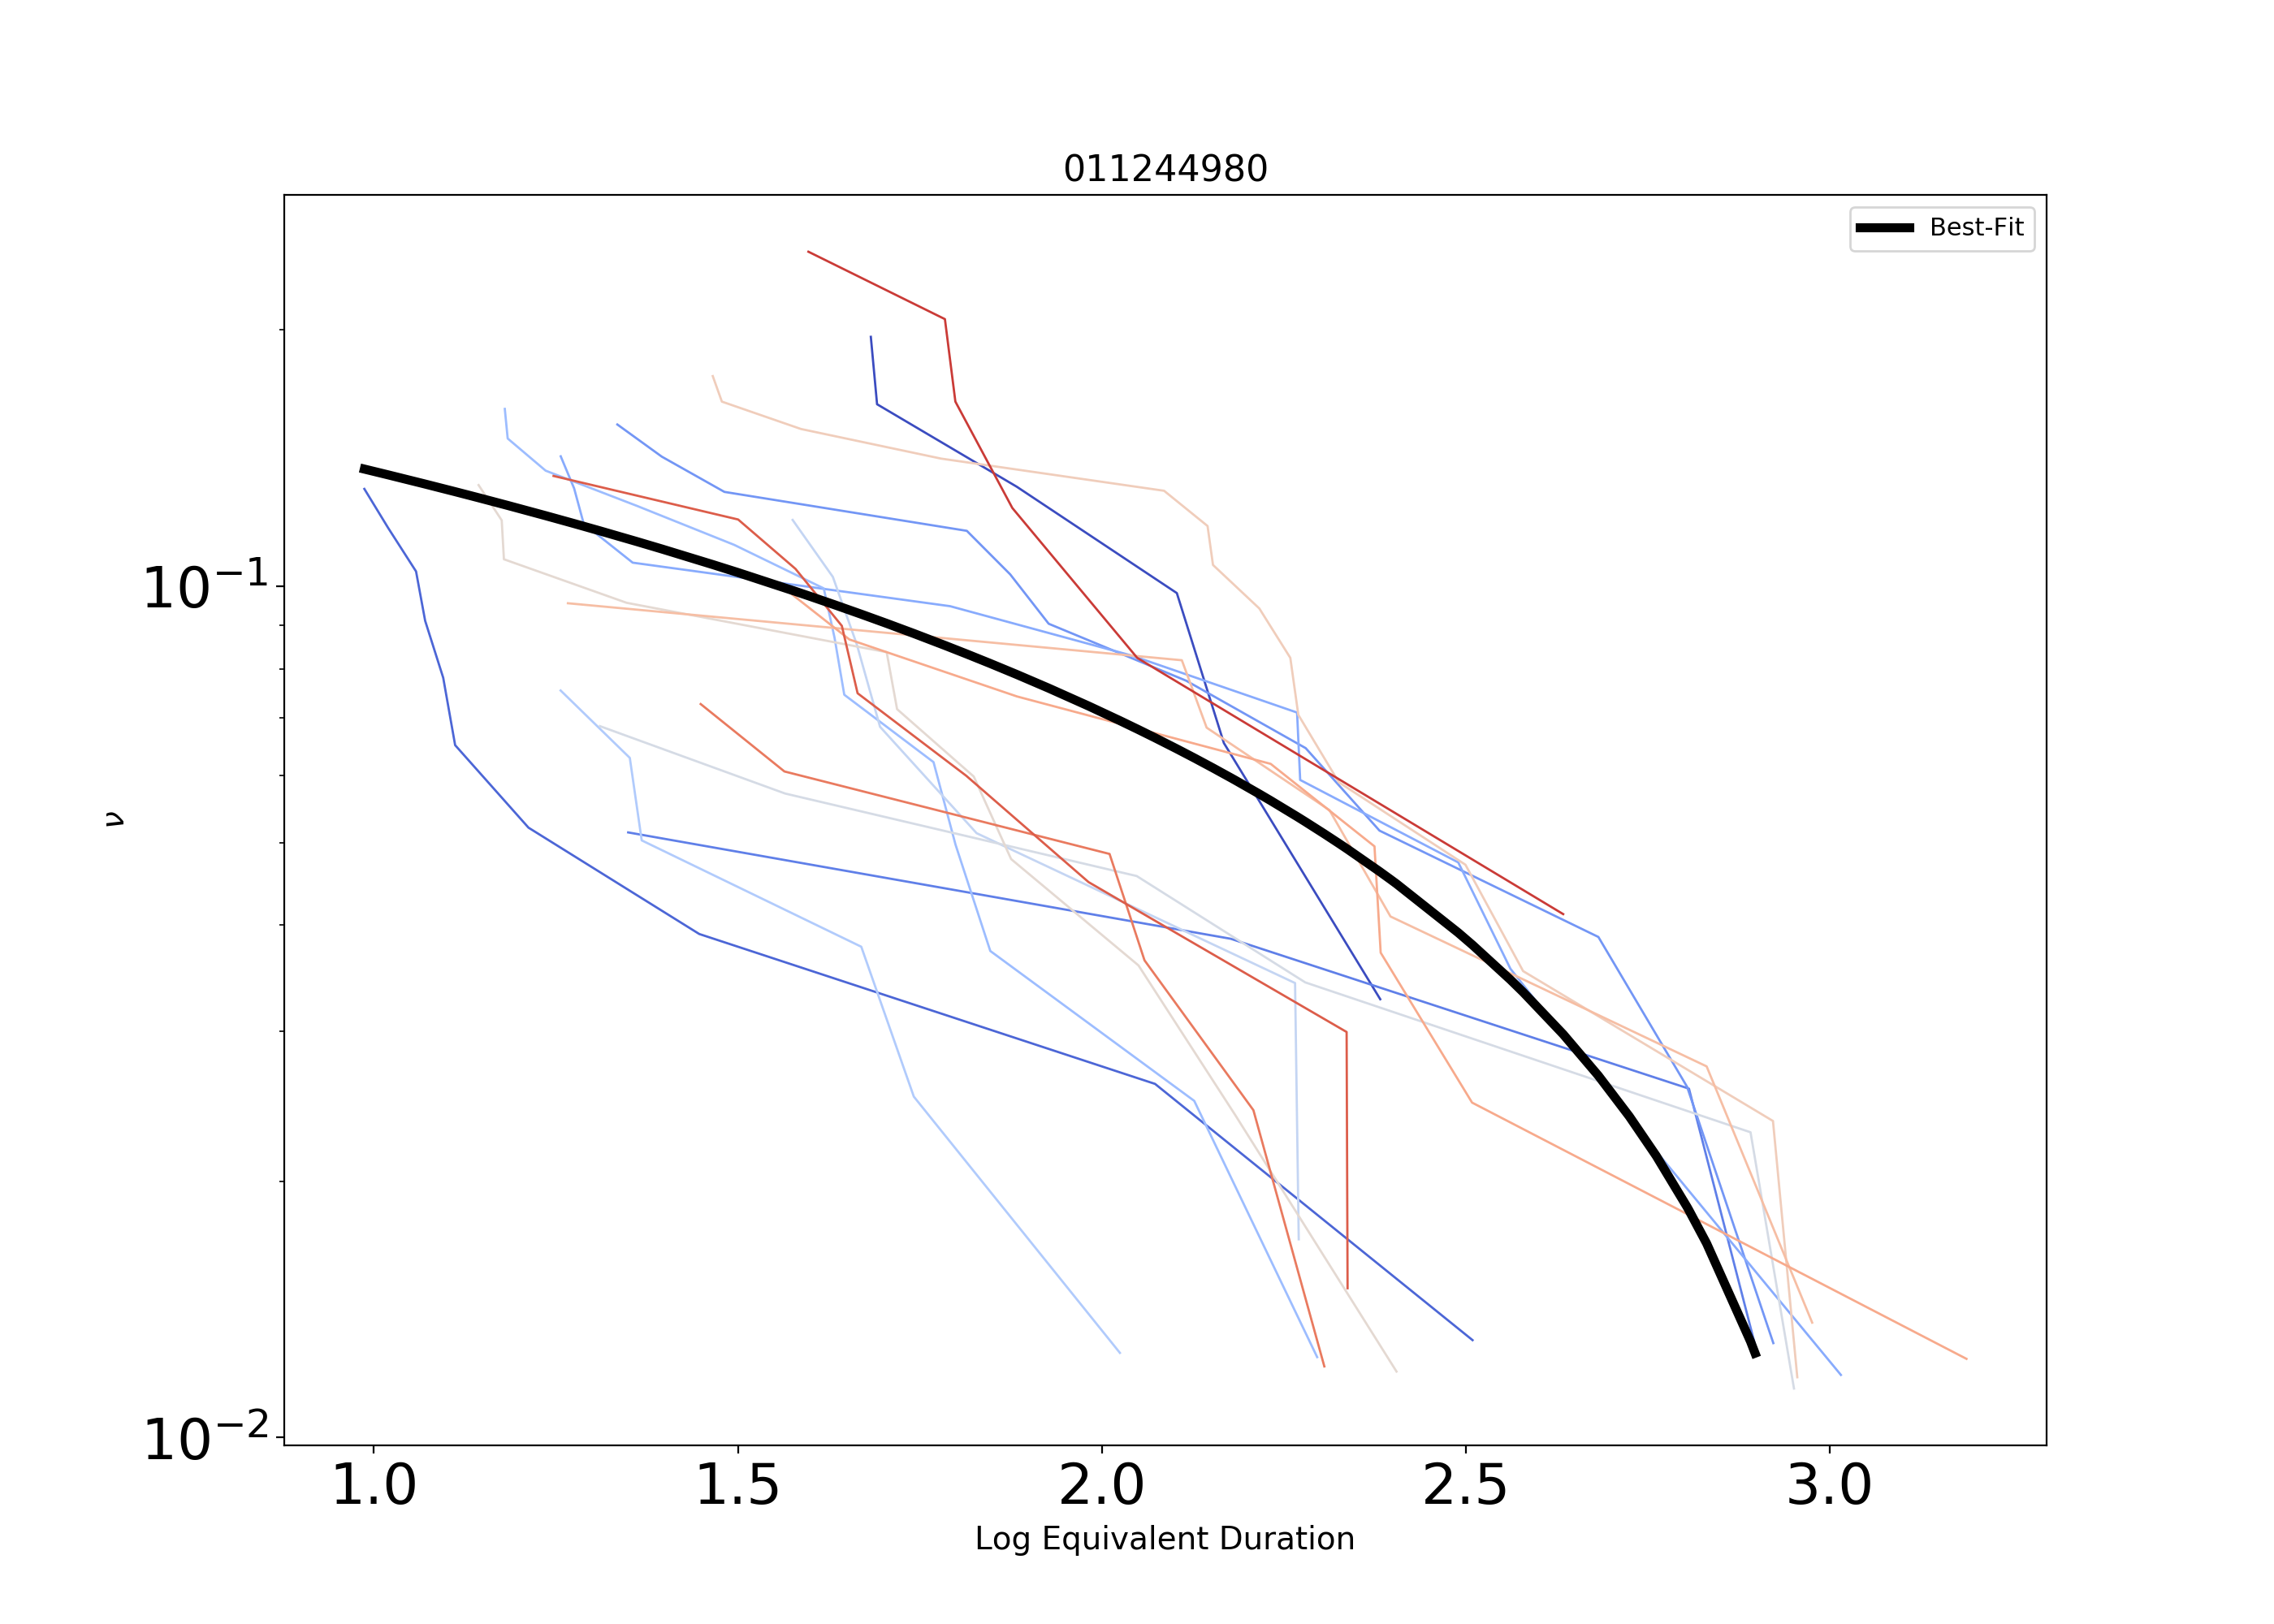 011244980
Best-Fit
10⁻¹
ν
10⁻²
1.0 1.5 2.0 2.5 3.0
Log Equivalent Duration